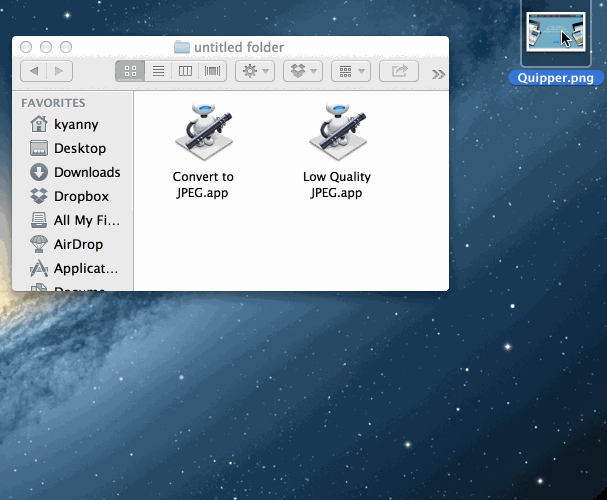 untitled folder
Quipper.png
FAVORITES
kyanny
Desktop
Downloads
Dropbox
All My Fi...
AirDrop
Applicat...
Docume...
Convert to
JPEG.app
Low Quality
JPEG.app